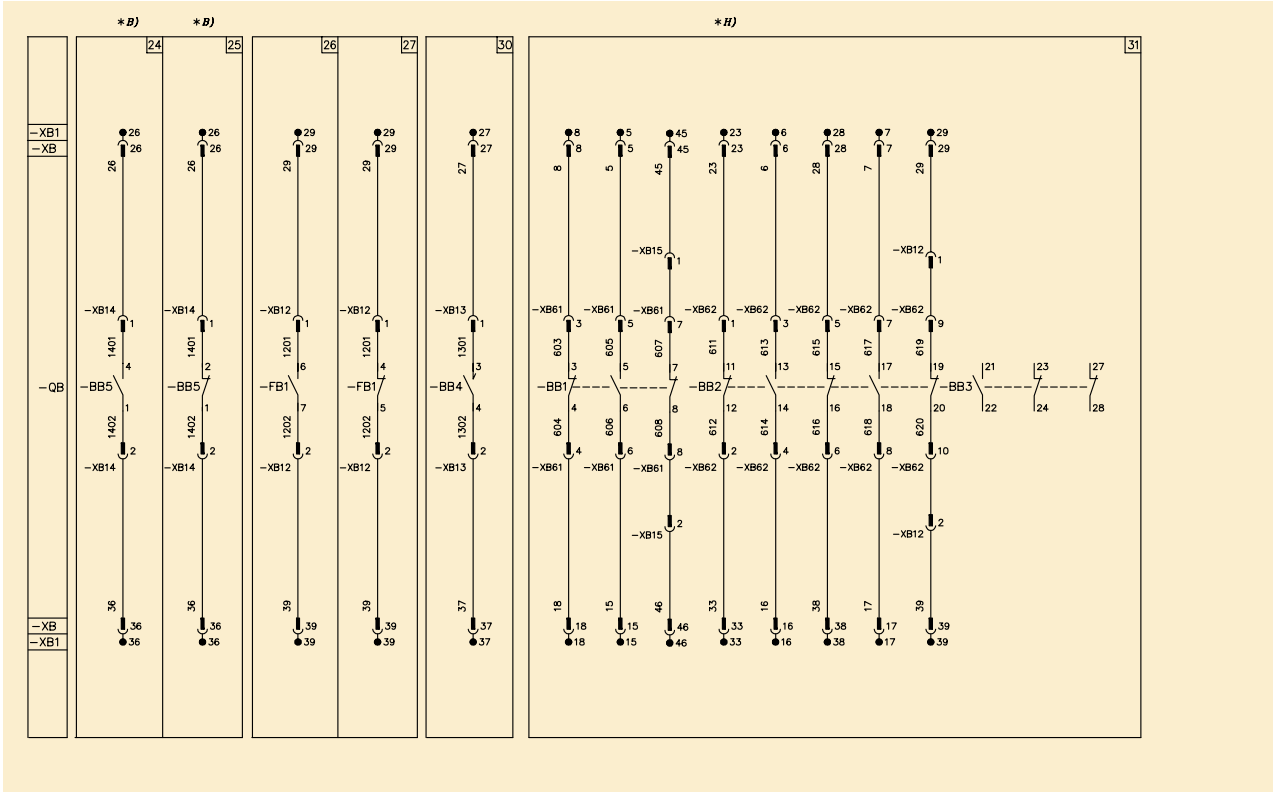 *B) *B) *H)
24 25 26 27 30 31
-XB1 26 26 29 29 27 8 5 45 23 6 28 7 29
-XB 26 26 29 29 27 8 5 45 23 6 28 7 29
26 26 29 29 27 8 5 45 23 6 28 7 29
-XB15 -XB12
1 1
-XB14 -XB14 -XB12 -XB12 -XB13 -XB61 -XB61 -XB61 -XB62 -XB62 -XB62 -XB62 -XB62
1 1 1 1 1 3 5 7 1 3 5 7 9
1401 1401 1201 1201 1301 603 605 607 611 613 615 617 619
4 2 6 4 3 3 5 7 11 13 15 17 19 21 23 27
-QB -BB5 -BB5 -FB1 -FB1 -BB4 -BB1 -BB2 -BB3
1 1 7 5 4 4 6 8 12 14 16 18 20 22 24 28
1402 1402 1202 1202 1302 604 606 608 612 614 616 618 620
2 2 2 2 2 4 6 8 2 4 6 8 10
-XB14 -XB14 -XB12 -XB12 -XB13 -XB61 -XB61 -XB61 -XB62 -XB62 -XB62 -XB62 -XB62
2 2
-XB15 -XB12
36 36 39 39 37 18 15 46 33 16 38 17 39
-XB 36 36 39 39 37 18 15 46 33 16 38 17 39
-XB1 36 36 39 39 37 18 15 46 33 16 38 17 39